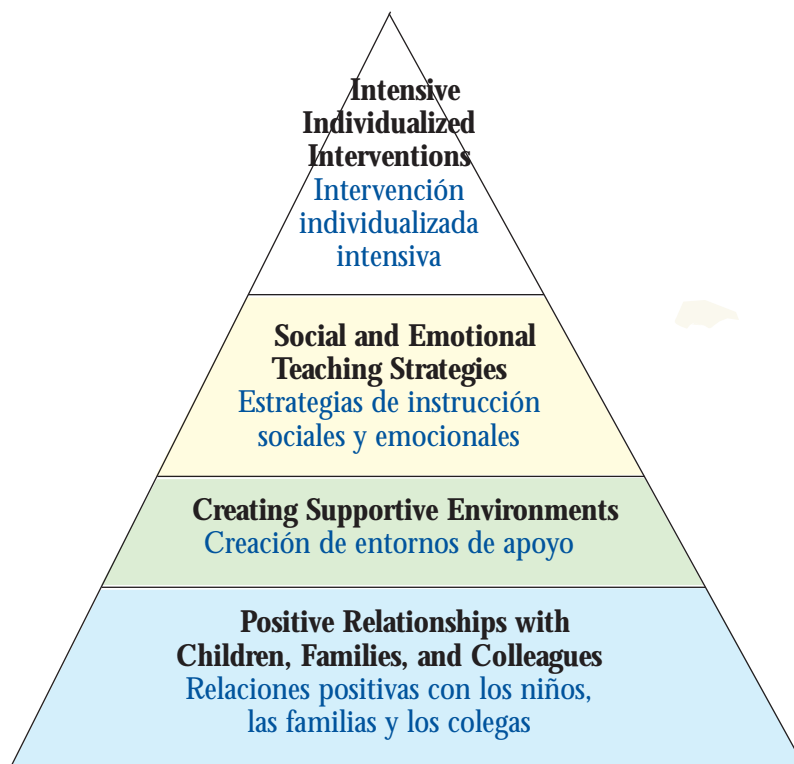 Intensive
Individualized
Interventions
Intervención
individualizada
intensiva
Social and Emotional
Teaching Strategies
Estrategias de instrucción
sociales y emocionales
Creating Supportive Environments
Creación de entornos de apoyo
Positive Relationships with
Children, Families, and Colleagues
Relaciones positivas con los niños,
las familias y los colegas